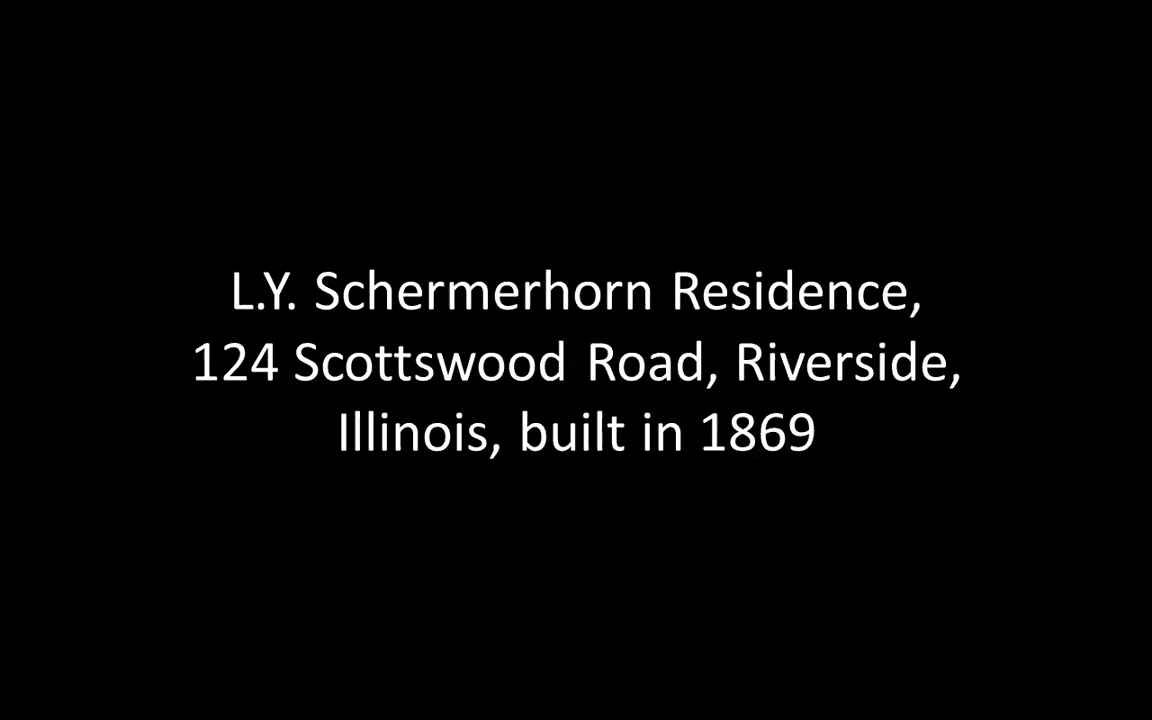 L.Y. Schermerhorn Residence,
124 Scottswood Road, Riverside,
Illinois, built in 1869